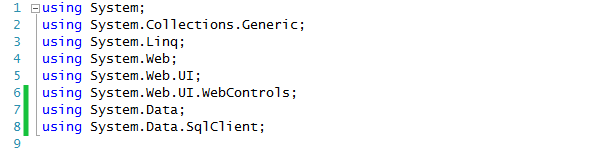 1 using System;
2 using System.Collections.Generic;
3 using System.Linq;
4 using System.Web;
5 using System.Web.UI;
6 using System.Web.UI.WebControls;
7 using System.Data;
8 using System.Data.SqlClient;
9